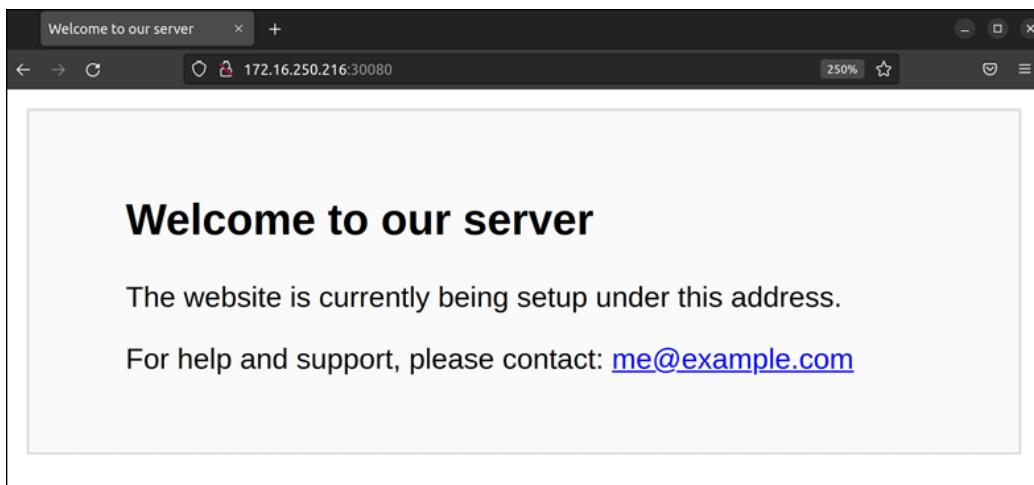 Welcome to our server
172.16.250.216:30080
250%
Welcome to our server
The website is currently being setup under this address.
For help and support, please contact: me@example.com